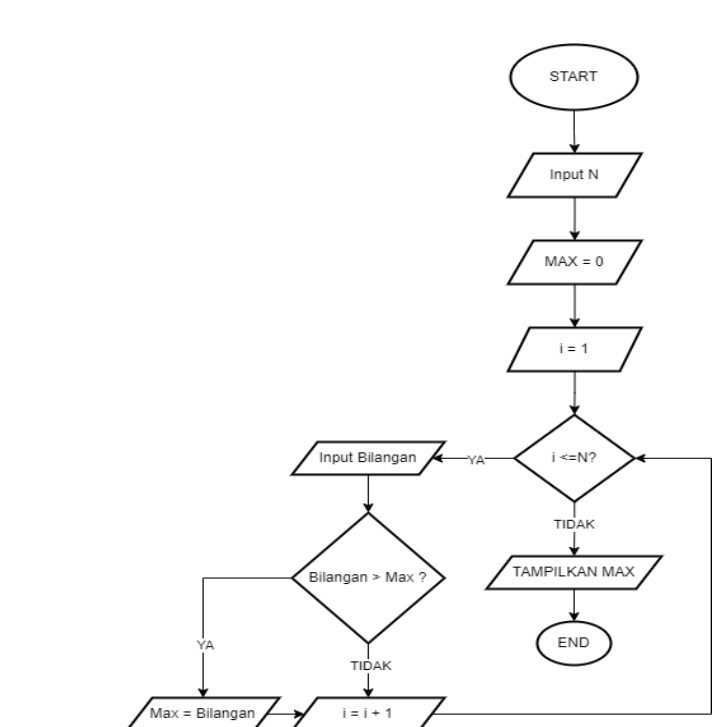 START
Input N
MAX = 0
i = 1
i <=N?
YA
Input Bilangan
TIDAK
Bilangan > Max ?
TAMPILKAN MAX
END
YA
TIDAK
Max = Bilangan
i = i + 1